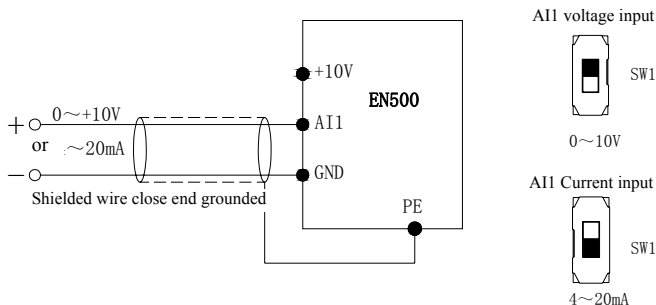 AI1 voltage input
+10V
EN500
SW1
0～+10V
AI1
+
or
～20mA
0～10V
－
GND
AI1 Current input
Shielded wire close end grounded
PE
SW1
4～20mA